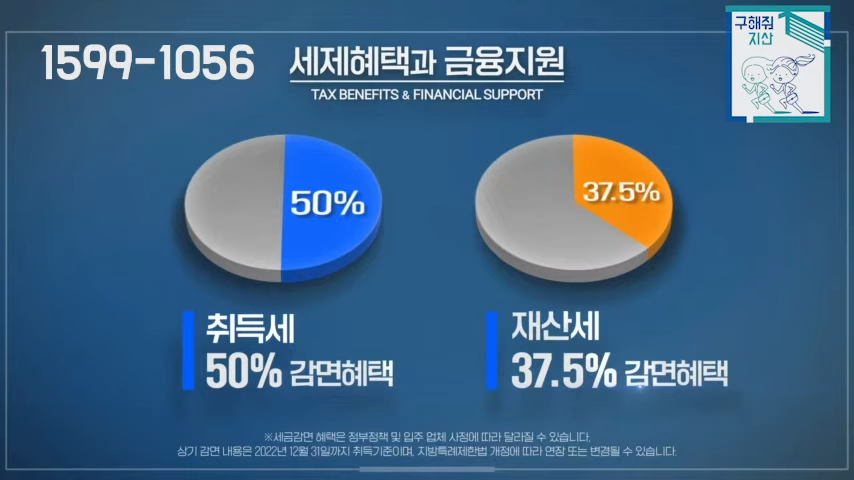 1599-1056
세제혜택과 금융지원
TAX BENEFITS & FINANCIAL SUPPORT
구해줘
지산
50%
37.5%
취득세
50% 감면혜택
재산세
37.5% 감면혜택
※세금감면 혜택은 정부정책 및 입주 업체 사정에 따라 달라질 수 있습니다.
상기 감면 내용은 2022년 12월 31일까지 취득기준이며, 지방특례제한법 개정에 따라 연장 또는 변경될 수 있습니다.